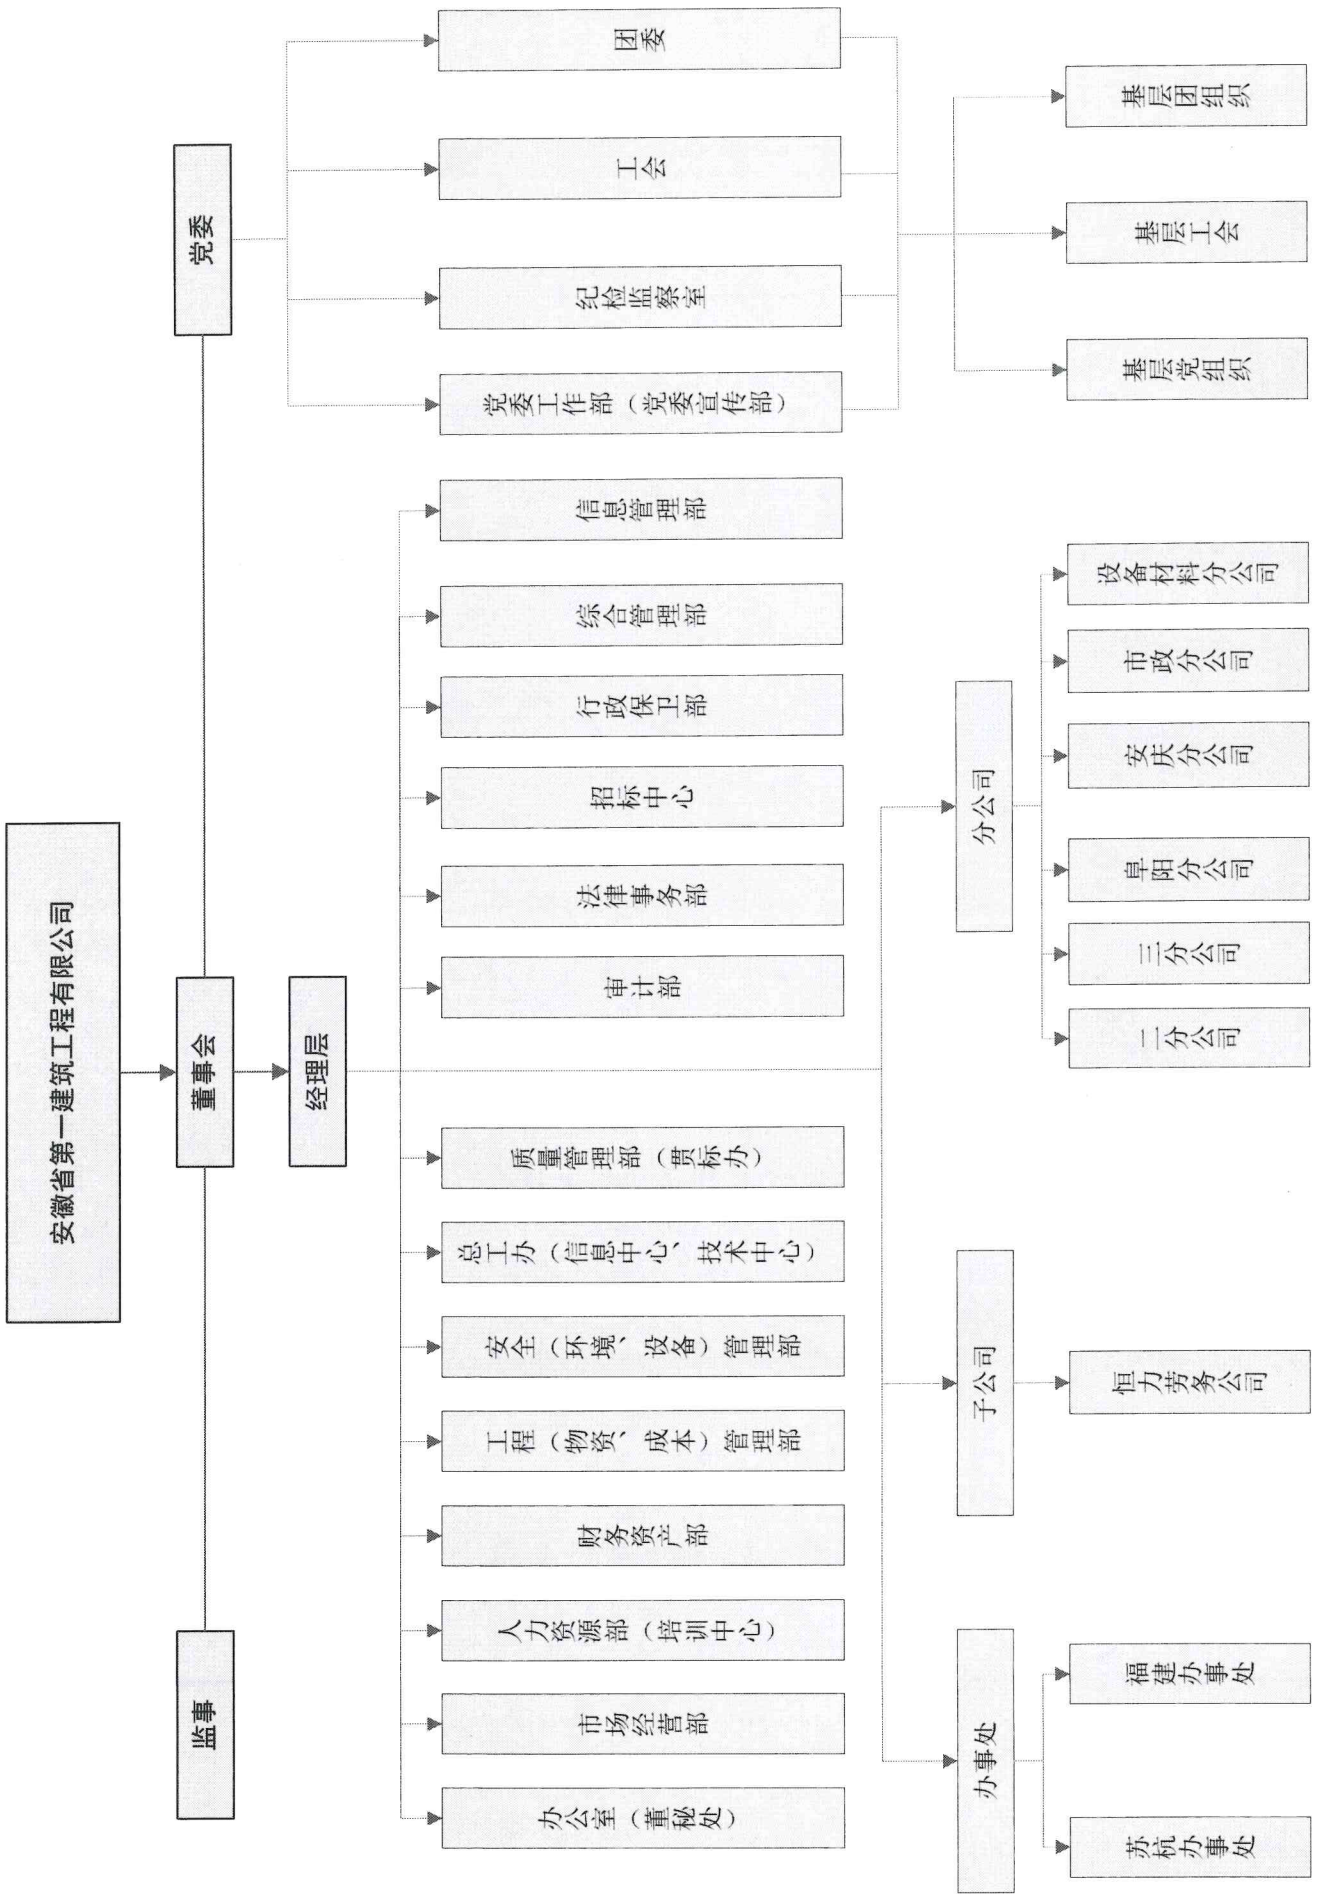 安徽省第一建筑工程有限公司
监事
董事会
党委
经理层
办公室（董秘处）
市场经营部
人力资源部（培训中心）
财务资产部
工程（物资、成本）管理部
安全（环境、设备）管理部
总工办（信息中心、技术中心）
质量管理部（贯标办）
审计部
法律事务部
招标中心
行政保卫部
综合管理部
信息管理部
党委工作部（党委宣传部）
纪检监察室
工会
团委
办事处
子公司
分公司
苏杭办事处
福建办事处
恒力劳务公司
二分公司
三分公司
阜阳分公司
安庆分公司
市政分公司
设备材料分公司
基层党组织
基层工会
基层团组织